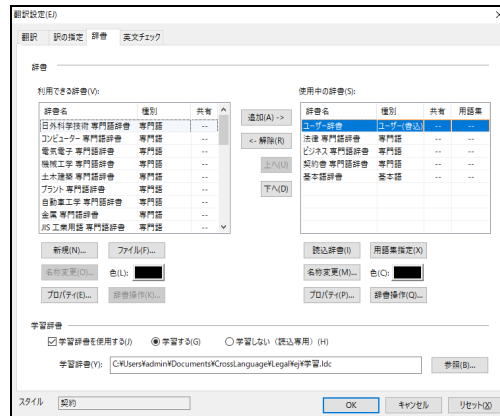 翻訳設定(EJ)
翻訳 訳の指定 辞書 英文チェック
辞書
利用できる辞書(V): 使用中の辞書(S):
辞書名 種別 共有 辞書名 種別 共有 用語集
日外科学技術 専門語辞書 専門語 -- ユーザー辞書 ユーザー(書込) -- --
コンピューター 専門語辞書 専門語 -- 法律 専門語辞書 専門語 -- --
電気電子 専門語辞書 専門語 -- ビジネス 専門語辞書 専門語 -- --
機械工学 専門語辞書 専門語 -- 契約書 専門語辞書 専門語 -- --
土木建築 専門語辞書 専門語 -- 基本語辞書 基本語 -- --
プラント 専門語辞書 専門語 --
自動車工学 専門語辞書 専門語 --
金属 専門語辞書 専門語 --
JIS工業用語 専門語辞書 専門語 --
追加(A) ->
<- 解除(R)
上へ(U)
下へ(D)
新規(N)... ファイル(F)... 読込辞書(I) 用語集指定(X)
名称変更(O)... 色(L): 名称変更(M)... 色(C):
プロパティ(E)... 辞書操作(K)... プロパティ(P)... 辞書操作(Q)...
学習辞書
学習辞書を使用する(J) 学習する(G) 学習しない（読込専用）(H)
学習辞書(Y): C:¥Users¥admin¥Documents¥CrossLanguage¥Legal¥ej¥学習.ldc 参照(B)...
スタイル 契約 OK キャンセル リセット(X)